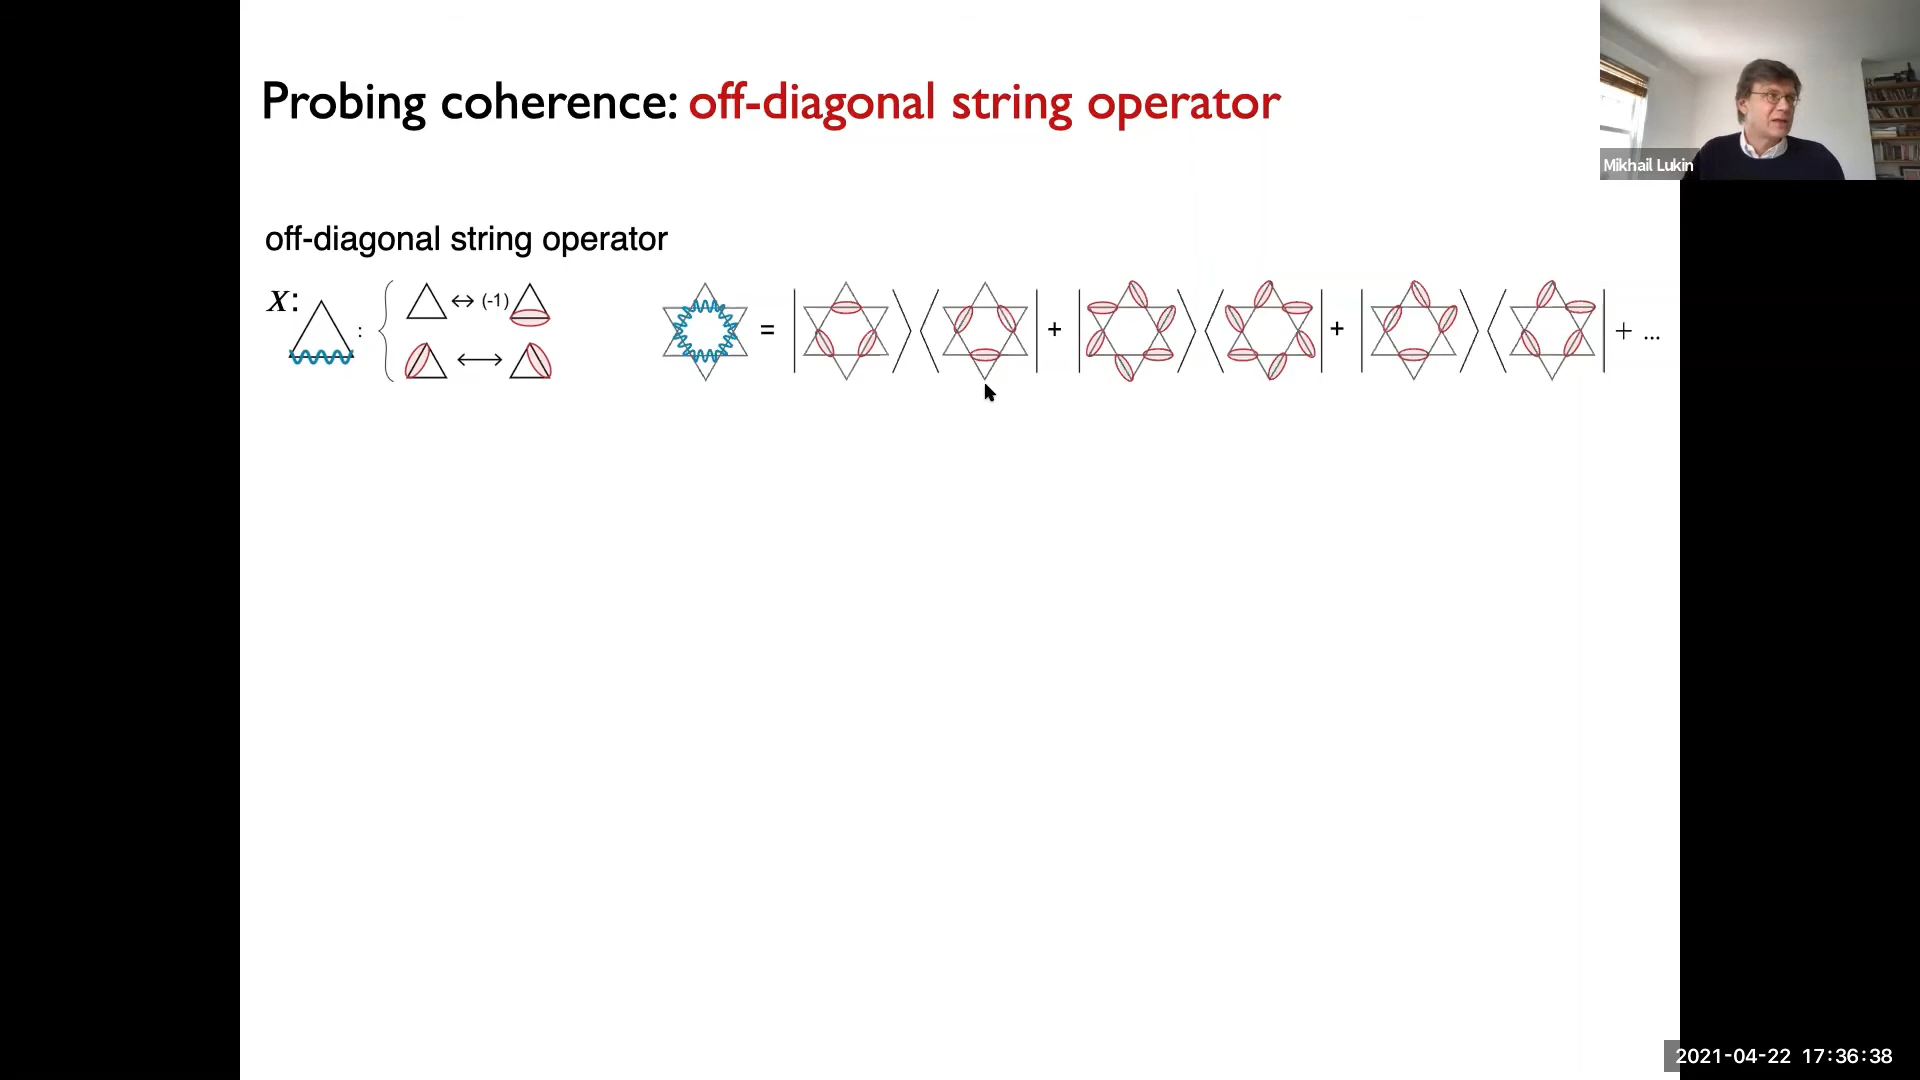 Probing coherence: off-diagonal string operator
Mikhail Lukin
off-diagonal string operator
X: : ↔ (-1) = + + + ...
⟷
2021-04-22 17:36:38